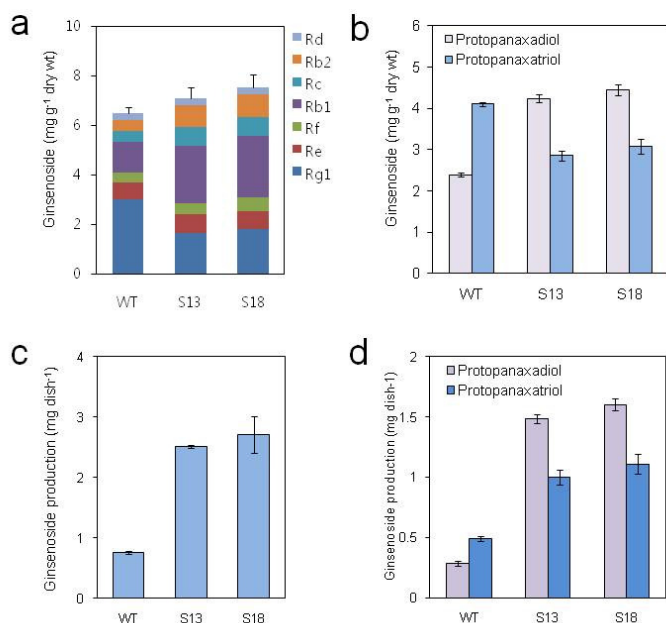 a
Ginsenoside (mg g⁻¹ dry wt)
10
8
6
4
2
0
WT
S13
S18
Rd
Rb2
Rc
Rb1
Rf
Re
Rg1
b
Ginsenoside (mg g⁻¹ dry wt)
6
5
4
3
2
1
0
Protopanaxadiol
Protopanaxatriol
WT
S13
S18
c
Ginsenoside production (mg dish⁻¹)
4
3
2
1
0
WT
S13
S18
d
Ginsenoside production (mg dish-1)
2
1.5
1
0.5
0
Protopanaxadiol
Protopanaxatriol
WT
S13
S18